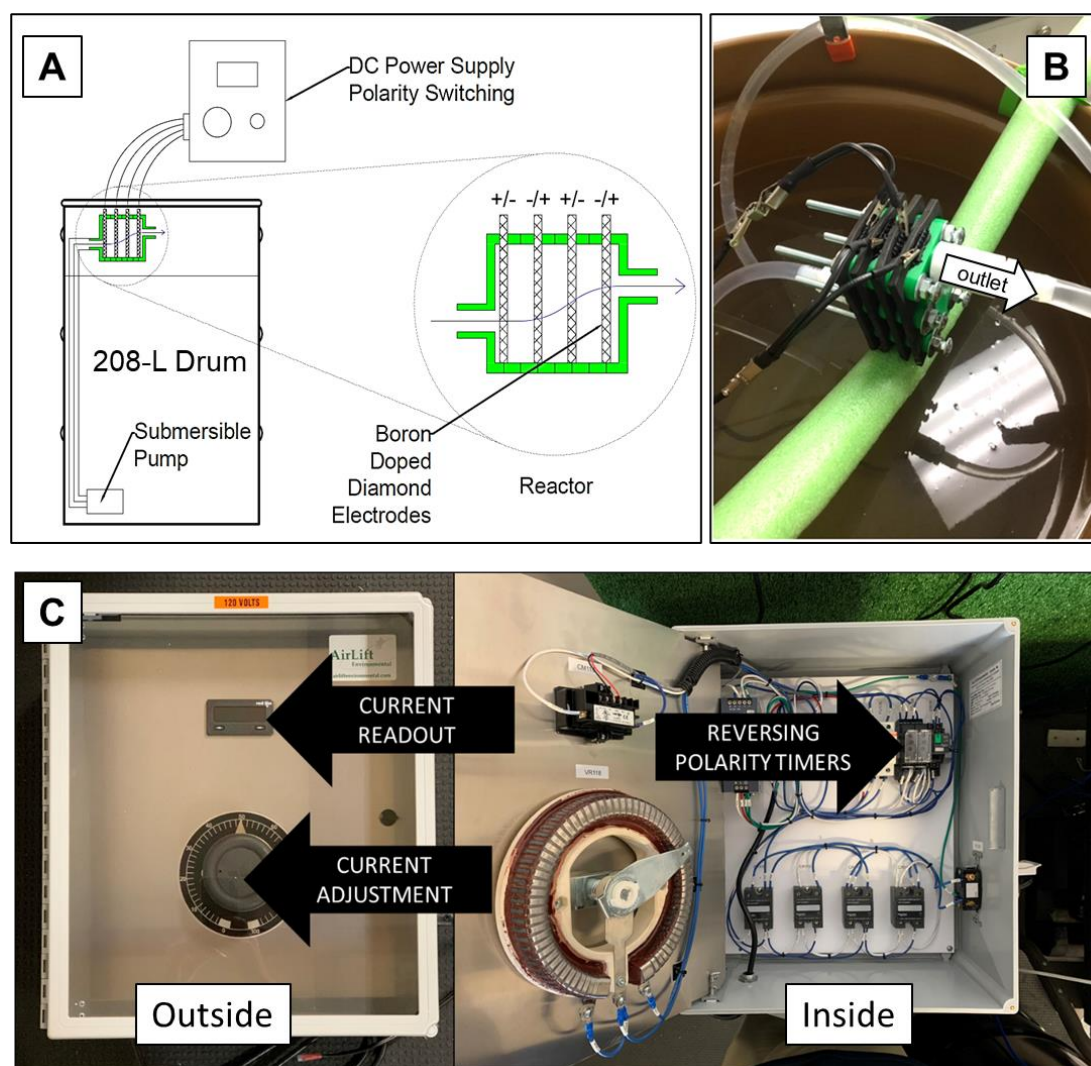 A
DC Power Supply
Polarity Switching
+/- -/+ +/- -/+
208-L Drum
Submersible
Pump
Boron
Doped
Diamond
Electrodes
Reactor
B
outlet
C
120 VOLTS
AirLift
Environmental
CURRENT
READOUT
CURRENT
ADJUSTMENT
REVERSING
POLARITY TIMERS
Outside
Inside